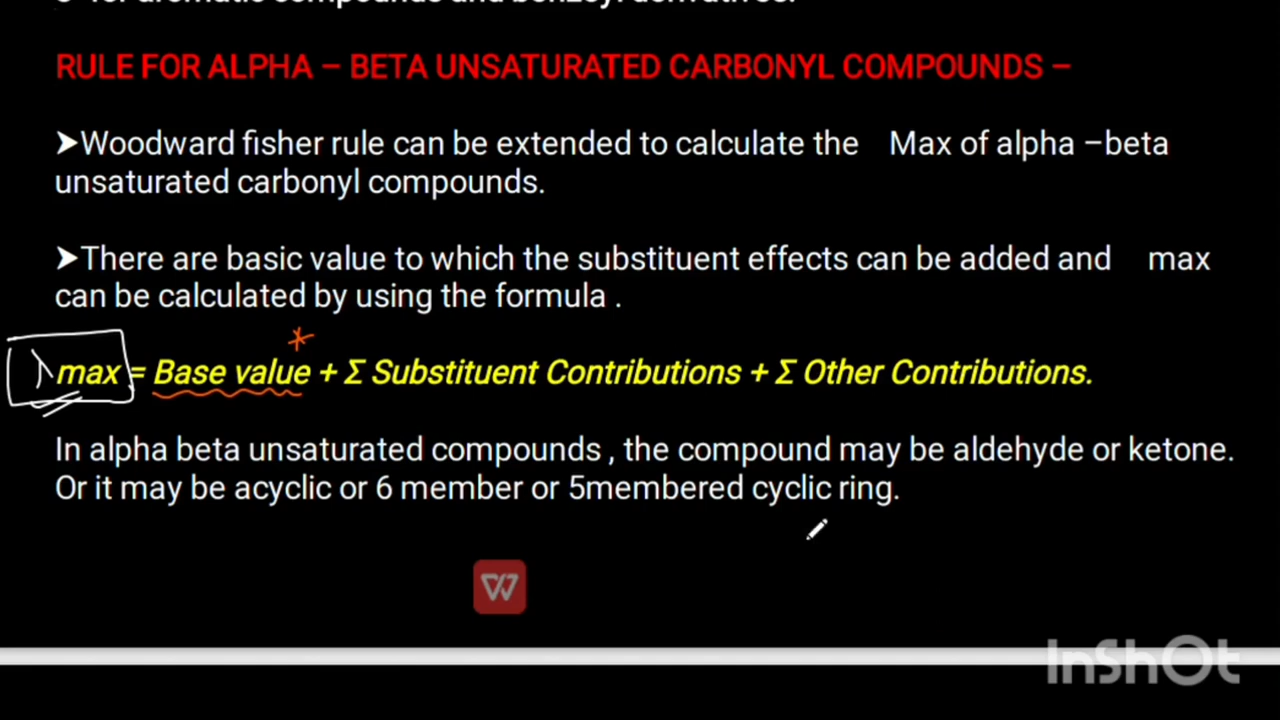 RULE FOR ALPHA – BETA UNSATURATED CARBONYL COMPOUNDS –
➤Woodward fisher rule can be extended to calculate the Max of alpha –beta
unsaturated carbonyl compounds.
➤There are basic value to which the substituent effects can be added and max
can be calculated by using the formula .
λ max = Base value * + Σ Substituent Contributions + Σ Other Contributions.
In alpha beta unsaturated compounds , the compound may be aldehyde or ketone.
Or it may be acyclic or 6 member or 5membered cyclic ring.
InShOt